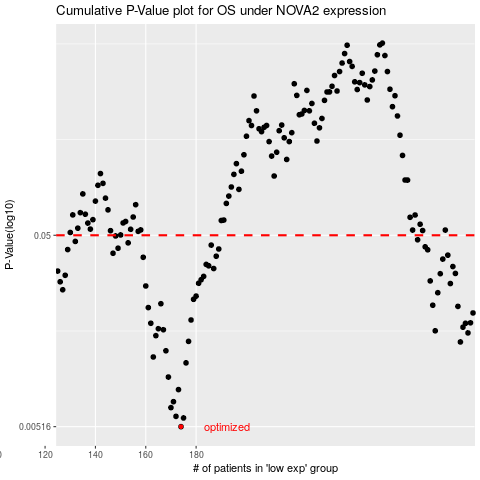 Cumulative P-Value plot for OS under NOVA2 expression
P-Value(log10)
0.05
0.00516
optimized
0 120 140 160 180
# of patients in 'low exp' group